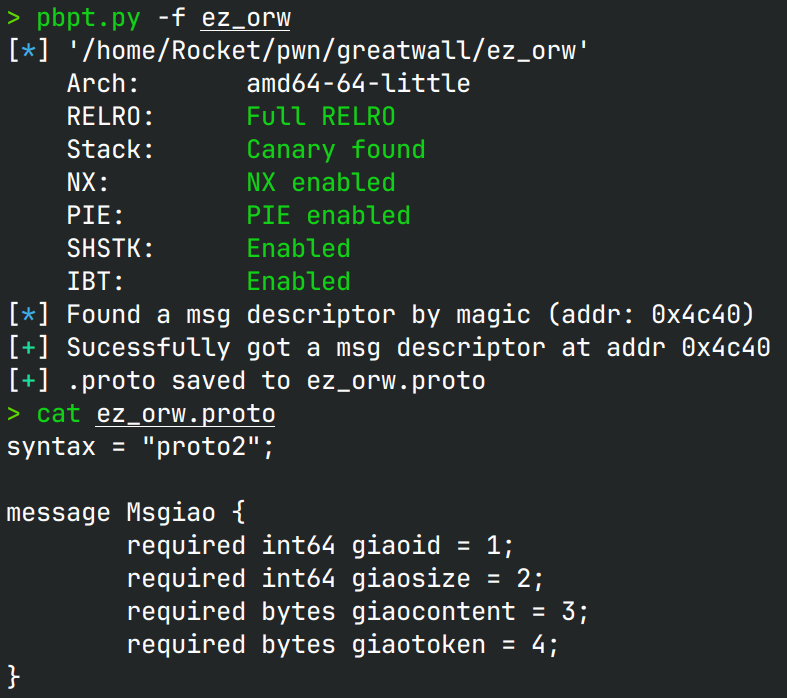 > pbpt.py -f ez_orw
[*] '/home/Rocket/pwn/greatwall/ez_orw'
    Arch:       amd64-64-little
    RELRO:      Full RELRO
    Stack:      Canary found
    NX:         NX enabled
    PIE:        PIE enabled
    SHSTK:      Enabled
    IBT:        Enabled
[*] Found a msg descriptor by magic (addr: 0x4c40)
[+] Sucessfully got a msg descriptor at addr 0x4c40
[+] .proto saved to ez_orw.proto
> cat ez_orw.proto
syntax = "proto2";

message Msgiao {
        required int64 giaoid = 1;
        required int64 giaosize = 2;
        required bytes giaocontent = 3;
        required bytes giaotoken = 4;
}